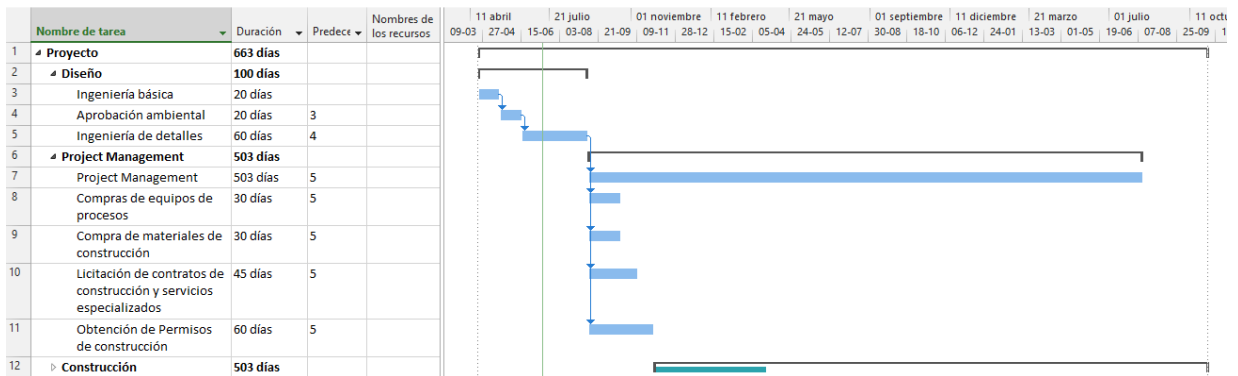 11 abril 21 julio 01 noviembre 11 febrero 21 mayo 01 septiembre 11 diciembre 21 marzo 01 julio 11 octu
Nombre de tarea Duración Predece Nombres de los recursos 09-03 27-04 15-06 03-08 21-09 09-11 28-12 15-02 05-04 24-05 12-07 30-08 18-10 06-12 24-01 13-03 01-05 19-06 07-08 25-09 1
1 Proyecto 663 días
2 Diseño 100 días
3 Ingeniería básica 20 días
4 Aprobación ambiental 20 días 3
5 Ingeniería de detalles 60 días 4
6 Project Management 503 días
7 Project Management 503 días 5
8 Compras de equipos de 30 días 5
procesos
9 Compra de materiales de 30 días 5
construcción
10 Licitación de contratos de 45 días 5
construcción y servicios
especializados
11 Obtención de Permisos 60 días 5
de construcción
12 Construcción 503 días